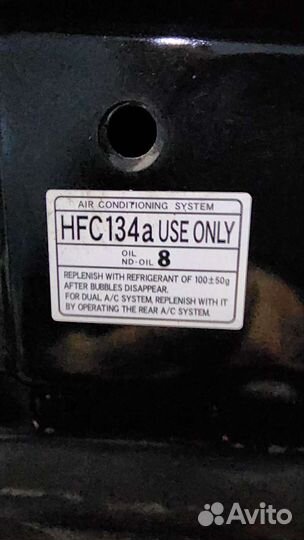 AIR CONDITIONING SYSTEM
HFC134a USE ONLY
OIL
ND-OIL 8
REPLENISH WITH REFRIGERANT OF 100±50g
AFTER BUBBLES DISAPPEAR.
FOR DUAL A/C SYSTEM, REPLENISH WITH IT
BY OPERATING THE REAR A/C SYSTEM.
Avito